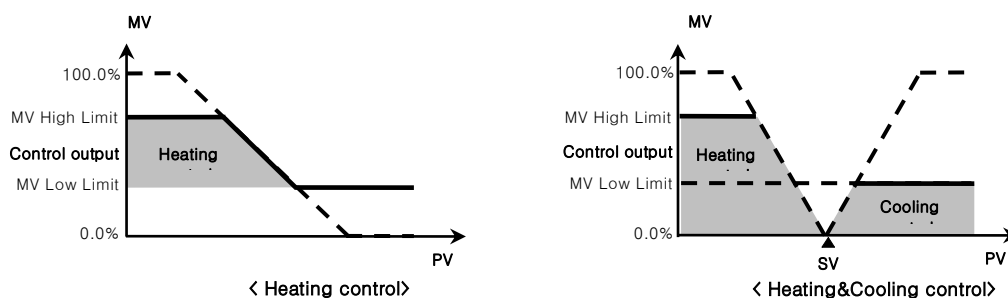 MV
100.0%
MV High Limit
Control output
Heating
MV Low Limit
0.0%
PV
< Heating control>
MV
100.0%
MV High Limit
Control output
Heating
MV Low Limit
Cooling
0.0%
SV
PV
< Heating&Cooling control>